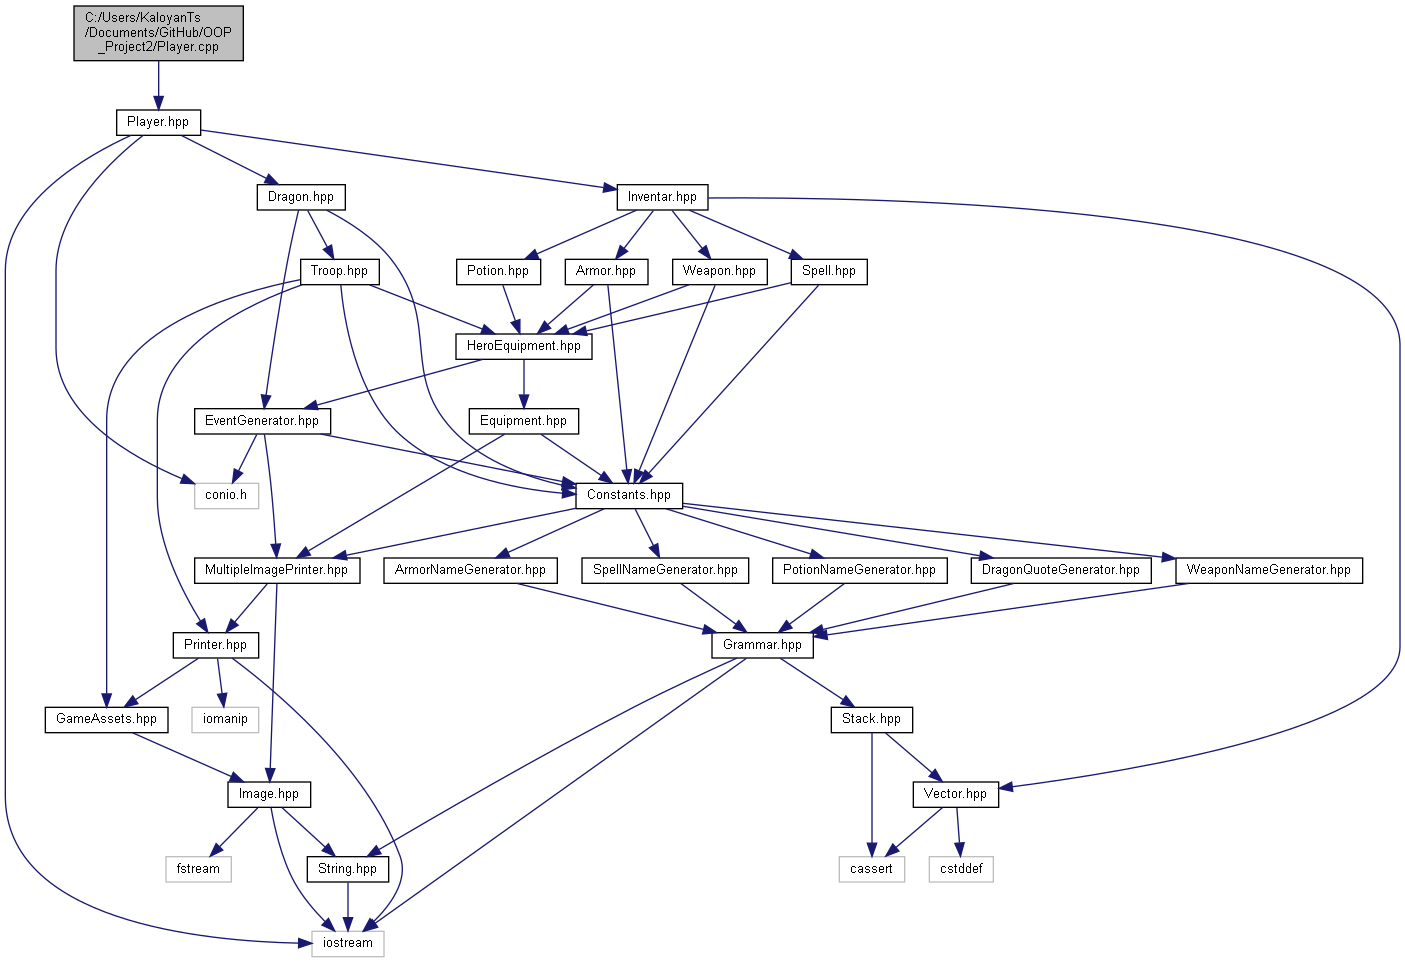 C:/Users/KaloyanTs
/Documents/GitHub/OOP
_Project2/Player.cpp
Player.hpp
Dragon.hpp
Inventar.hpp
Troop.hpp
Potion.hpp
Armor.hpp
Weapon.hpp
Spell.hpp
HeroEquipment.hpp
EventGenerator.hpp
Equipment.hpp
conio.h
Constants.hpp
MultipleImagePrinter.hpp
ArmorNameGenerator.hpp
SpellNameGenerator.hpp
PotionNameGenerator.hpp
DragonQuoteGenerator.hpp
WeaponNameGenerator.hpp
Printer.hpp
Grammar.hpp
GameAssets.hpp
iomanip
Stack.hpp
Image.hpp
Vector.hpp
fstream
String.hpp
cassert
cstddef
iostream